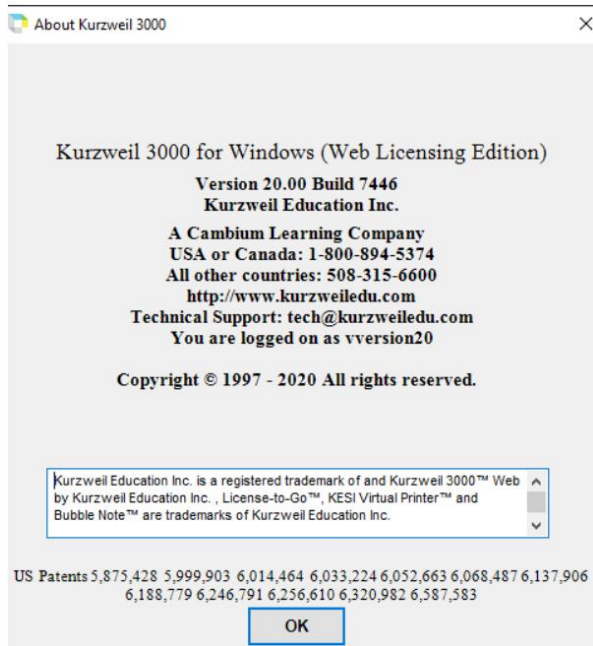 About Kurzweil 3000
Kurzweil 3000 for Windows (Web Licensing Edition)
Version 20.00 Build 7446
Kurzweil Education Inc.
A Cambium Learning Company
USA or Canada: 1-800-894-5374
All other countries: 508-315-6600
http://www.kurzweiledu.com
Technical Support: tech@kurzweiledu.com
You are logged on as vversion20
Copyright © 1997 - 2020 All rights reserved.
Kurzweil Education Inc. is a registered trademark of and Kurzweil 3000™ Web
by Kurzweil Education Inc. , License-to-Go™, KESI Virtual Printer™ and
Bubble Note™ are trademarks of Kurzweil Education Inc.
US Patents 5,875,428 5,999,903 6,014,464 6,033,224 6,052,663 6,068,487 6,137,906
6,188,779 6,246,791 6,256,610 6,320,982 6,587,583
OK